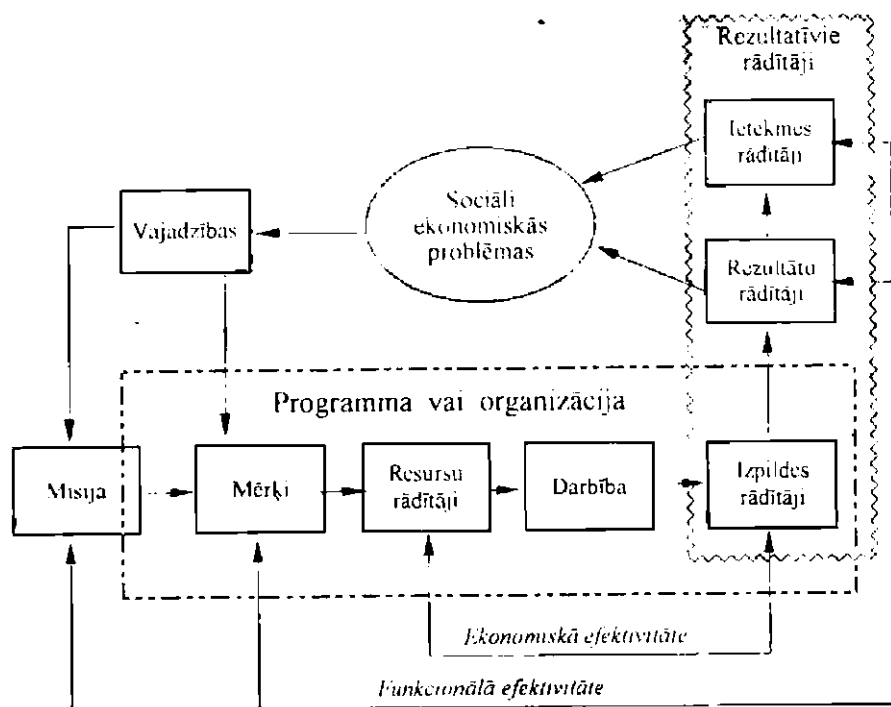 Rezultatīvie
rādītāji
Ietekmes
rādītāji
Sociāli
ekonomiskās
problēmas
Vajadzības
Rezultātu
rādītāji
Programma vai organizācija
Misija
Mērķi
Resursu
rādītāji
Darbība
Izpildes
rādītāji
Ekonomiskā efektivitāte
Funkcionālā efektivitāte